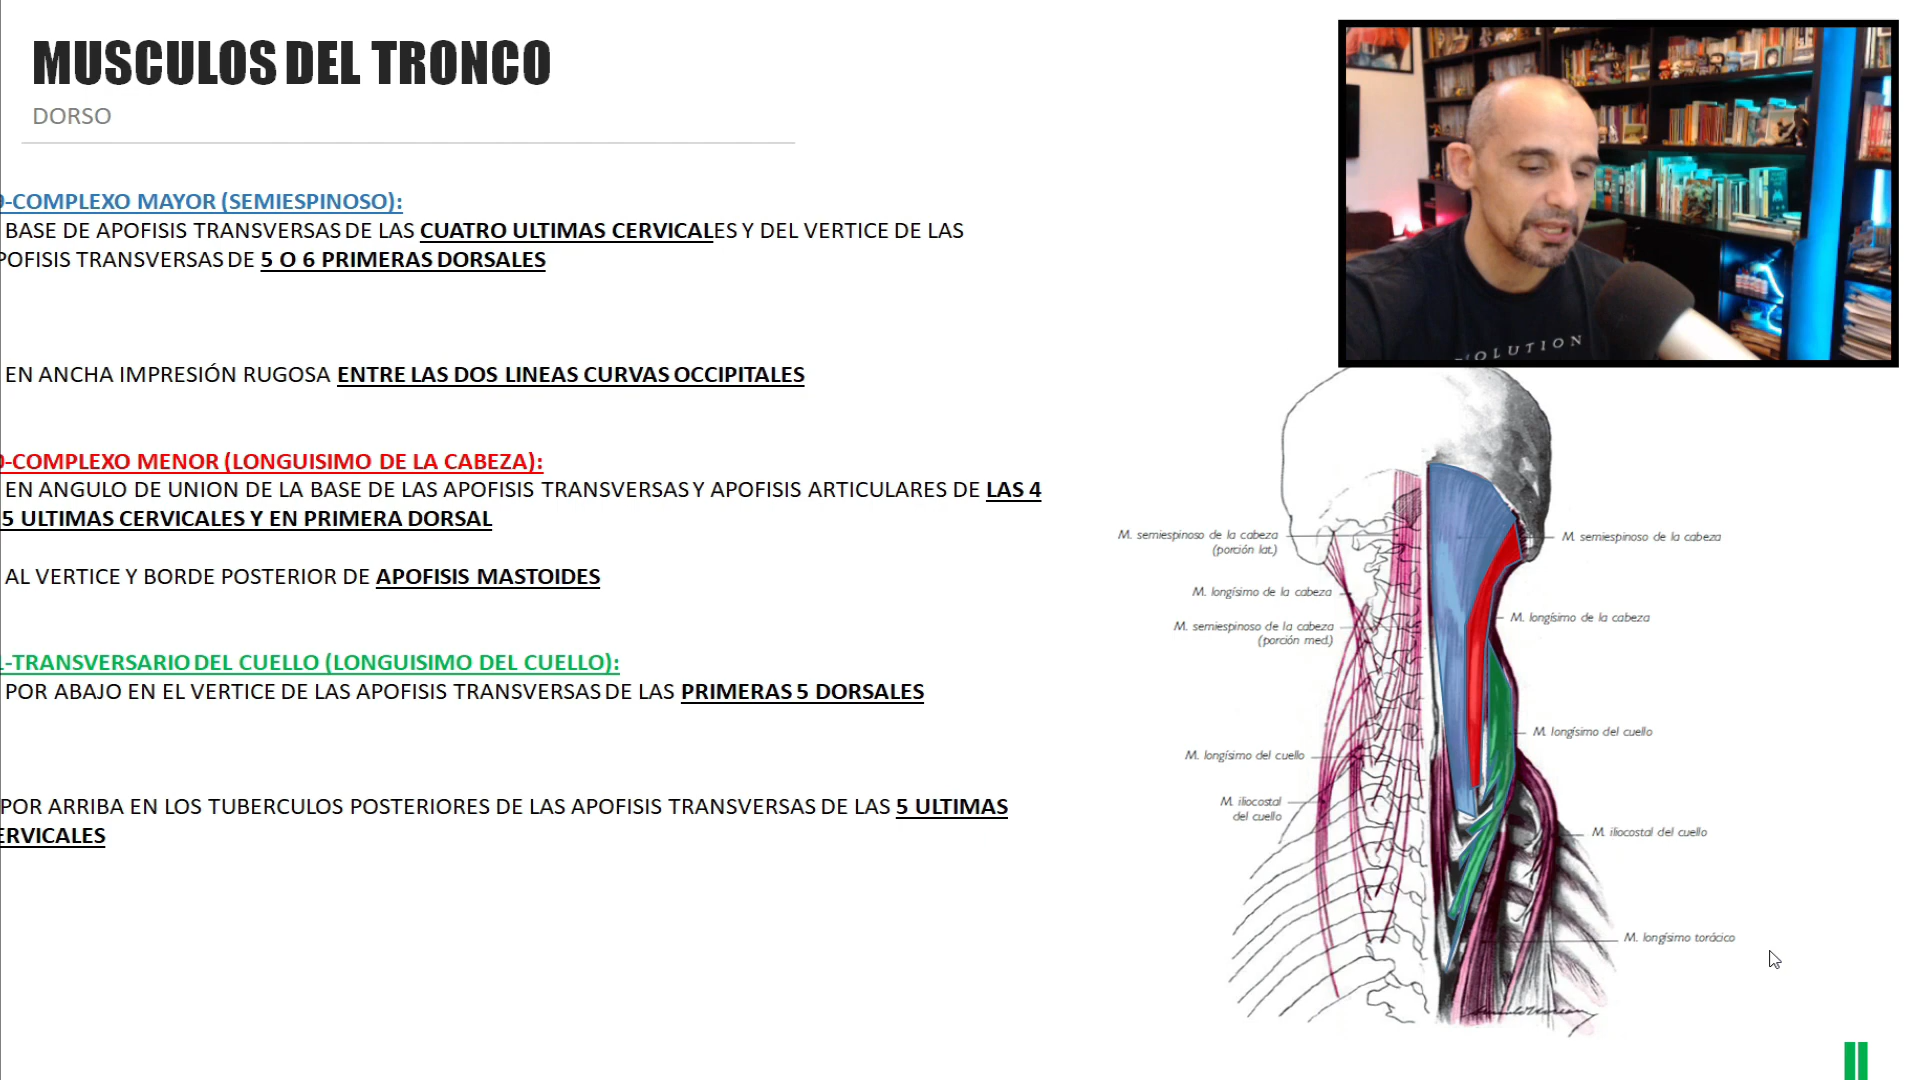 MUSCULOS DEL TRONCO
DORSO
9-COMPLEXO MAYOR (SEMIESPINOSO):
BASE DE APOFISIS TRANSVERSAS DE LAS CUATRO ULTIMAS CERVICALES Y DEL VERTICE DE LAS
POFISIS TRANSVERSAS DE 5 O 6 PRIMERAS DORSALES
EN ANCHA IMPRESIÓN RUGOSA ENTRE LAS DOS LINEAS CURVAS OCCIPITALES
-COMPLEXO MENOR (LONGUISIMO DE LA CABEZA):
EN ANGULO DE UNION DE LA BASE DE LAS APOFISIS TRANSVERSAS Y APOFISIS ARTICULARES DE LAS 4
5 ULTIMAS CERVICALES Y EN PRIMERA DORSAL
AL VERTICE Y BORDE POSTERIOR DE APOFISIS MASTOIDES
-TRANSVERSARIO DEL CUELLO (LONGUISIMO DEL CUELLO):
POR ABAJO EN EL VERTICE DE LAS APOFISIS TRANSVERSAS DE LAS PRIMERAS 5 DORSALES
POR ARRIBA EN LOS TUBERCULOS POSTERIORES DE LAS APOFISIS TRANSVERSAS DE LAS 5 ULTIMAS
ERVICALES
OLUTION
M. semiespinoso de la cabeza
(porción lat.)
M. longísimo de la cabeza
M. semiespinoso de la cabeza
(porción med.)
M. longísimo del cuello
M. iliocostal
del cuello
M. semiespinoso de la cabeza
M. longísimo de la cabeza
M. longísimo del cuello
M. iliocostal del cuello
M. longísimo torácico